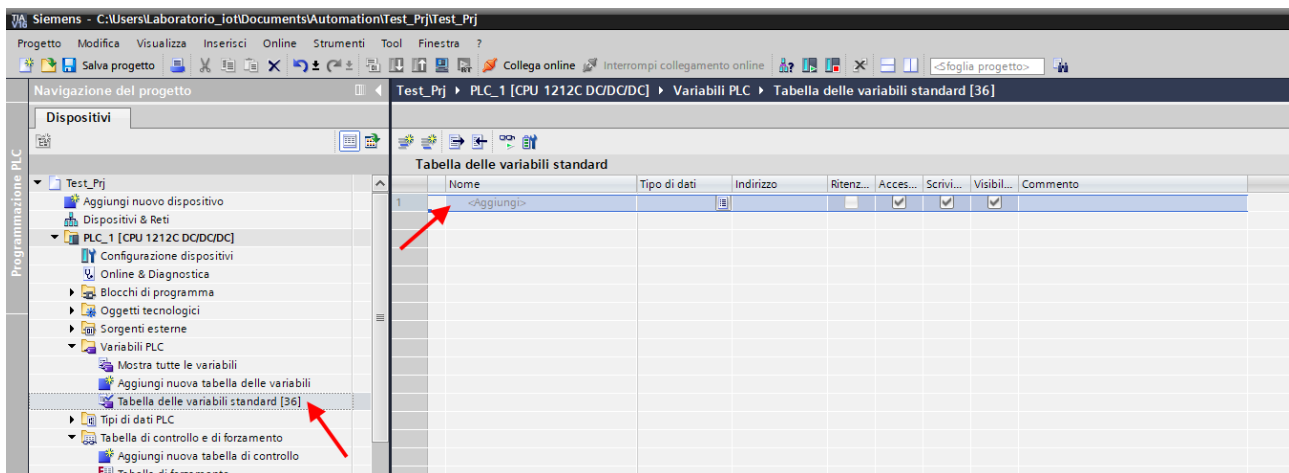 Siemens - C:\Users\Laboratorio_iot\Documents\Automation\Test_Prj\Test_Prj
Progetto Modifica Visualizza Inserisci Online Strumenti Tool Finestra ?
Salva progetto Collega online Interrompi collegamento online <Sfoglia progetto>
Navigazione del progetto
Test_Prj PLC_1 [CPU 1212C DC/DC/DC] Variabili PLC Tabella delle variabili standard [36]
Dispositivi
Tabella delle variabili standard
Nome Tipo di dati Indirizzo Ritenz... Acces... Scrivi... Visibil... Commento
1 <Aggiungi>
Programmazione PLC
Test_Prj
Aggiungi nuovo dispositivo
Dispositivi & Reti
PLC_1 [CPU 1212C DC/DC/DC]
Configurazione dispositivi
Online & Diagnostica
Blocchi di programma
Oggetti tecnologici
Sorgenti esterne
Variabili PLC
Mostra tutte le variabili
Aggiungi nuova tabella delle variabili
Tabella delle variabili standard [36]
Tipi di dati PLC
Tabella di controllo e di forzamento
Aggiungi nuova tabella di controllo
Tabella di forzamento